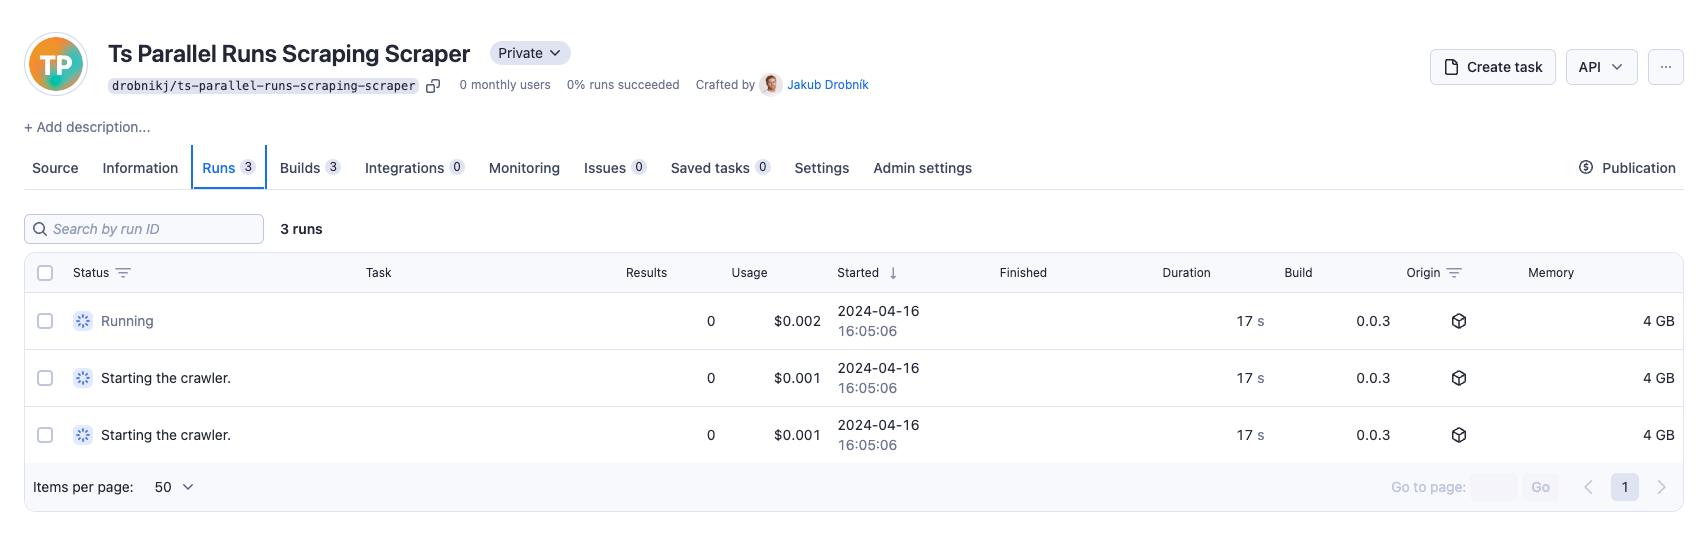 TP
Ts Parallel Runs Scraping Scraper Private
drobnikj/ts-parallel-runs-scraping-scraper 0 monthly users 0% runs succeeded Crafted by Jakub Drobník
Create task API ...
+ Add description...
Source Information Runs 3 Builds 3 Integrations 0 Monitoring Issues 0 Saved tasks 0 Settings Admin settings Publication
Search by run ID 3 runs
Status Task Results Usage Started Finished Duration Build Origin Memory
Running 0 $0.002 2024-04-16 17 s 0.0.3 4 GB
16:05:06
Starting the crawler. 0 $0.001 2024-04-16 17 s 0.0.3 4 GB
16:05:06
Starting the crawler. 0 $0.001 2024-04-16 17 s 0.0.3 4 GB
16:05:06
Items per page: 50 Go to page: Go 1